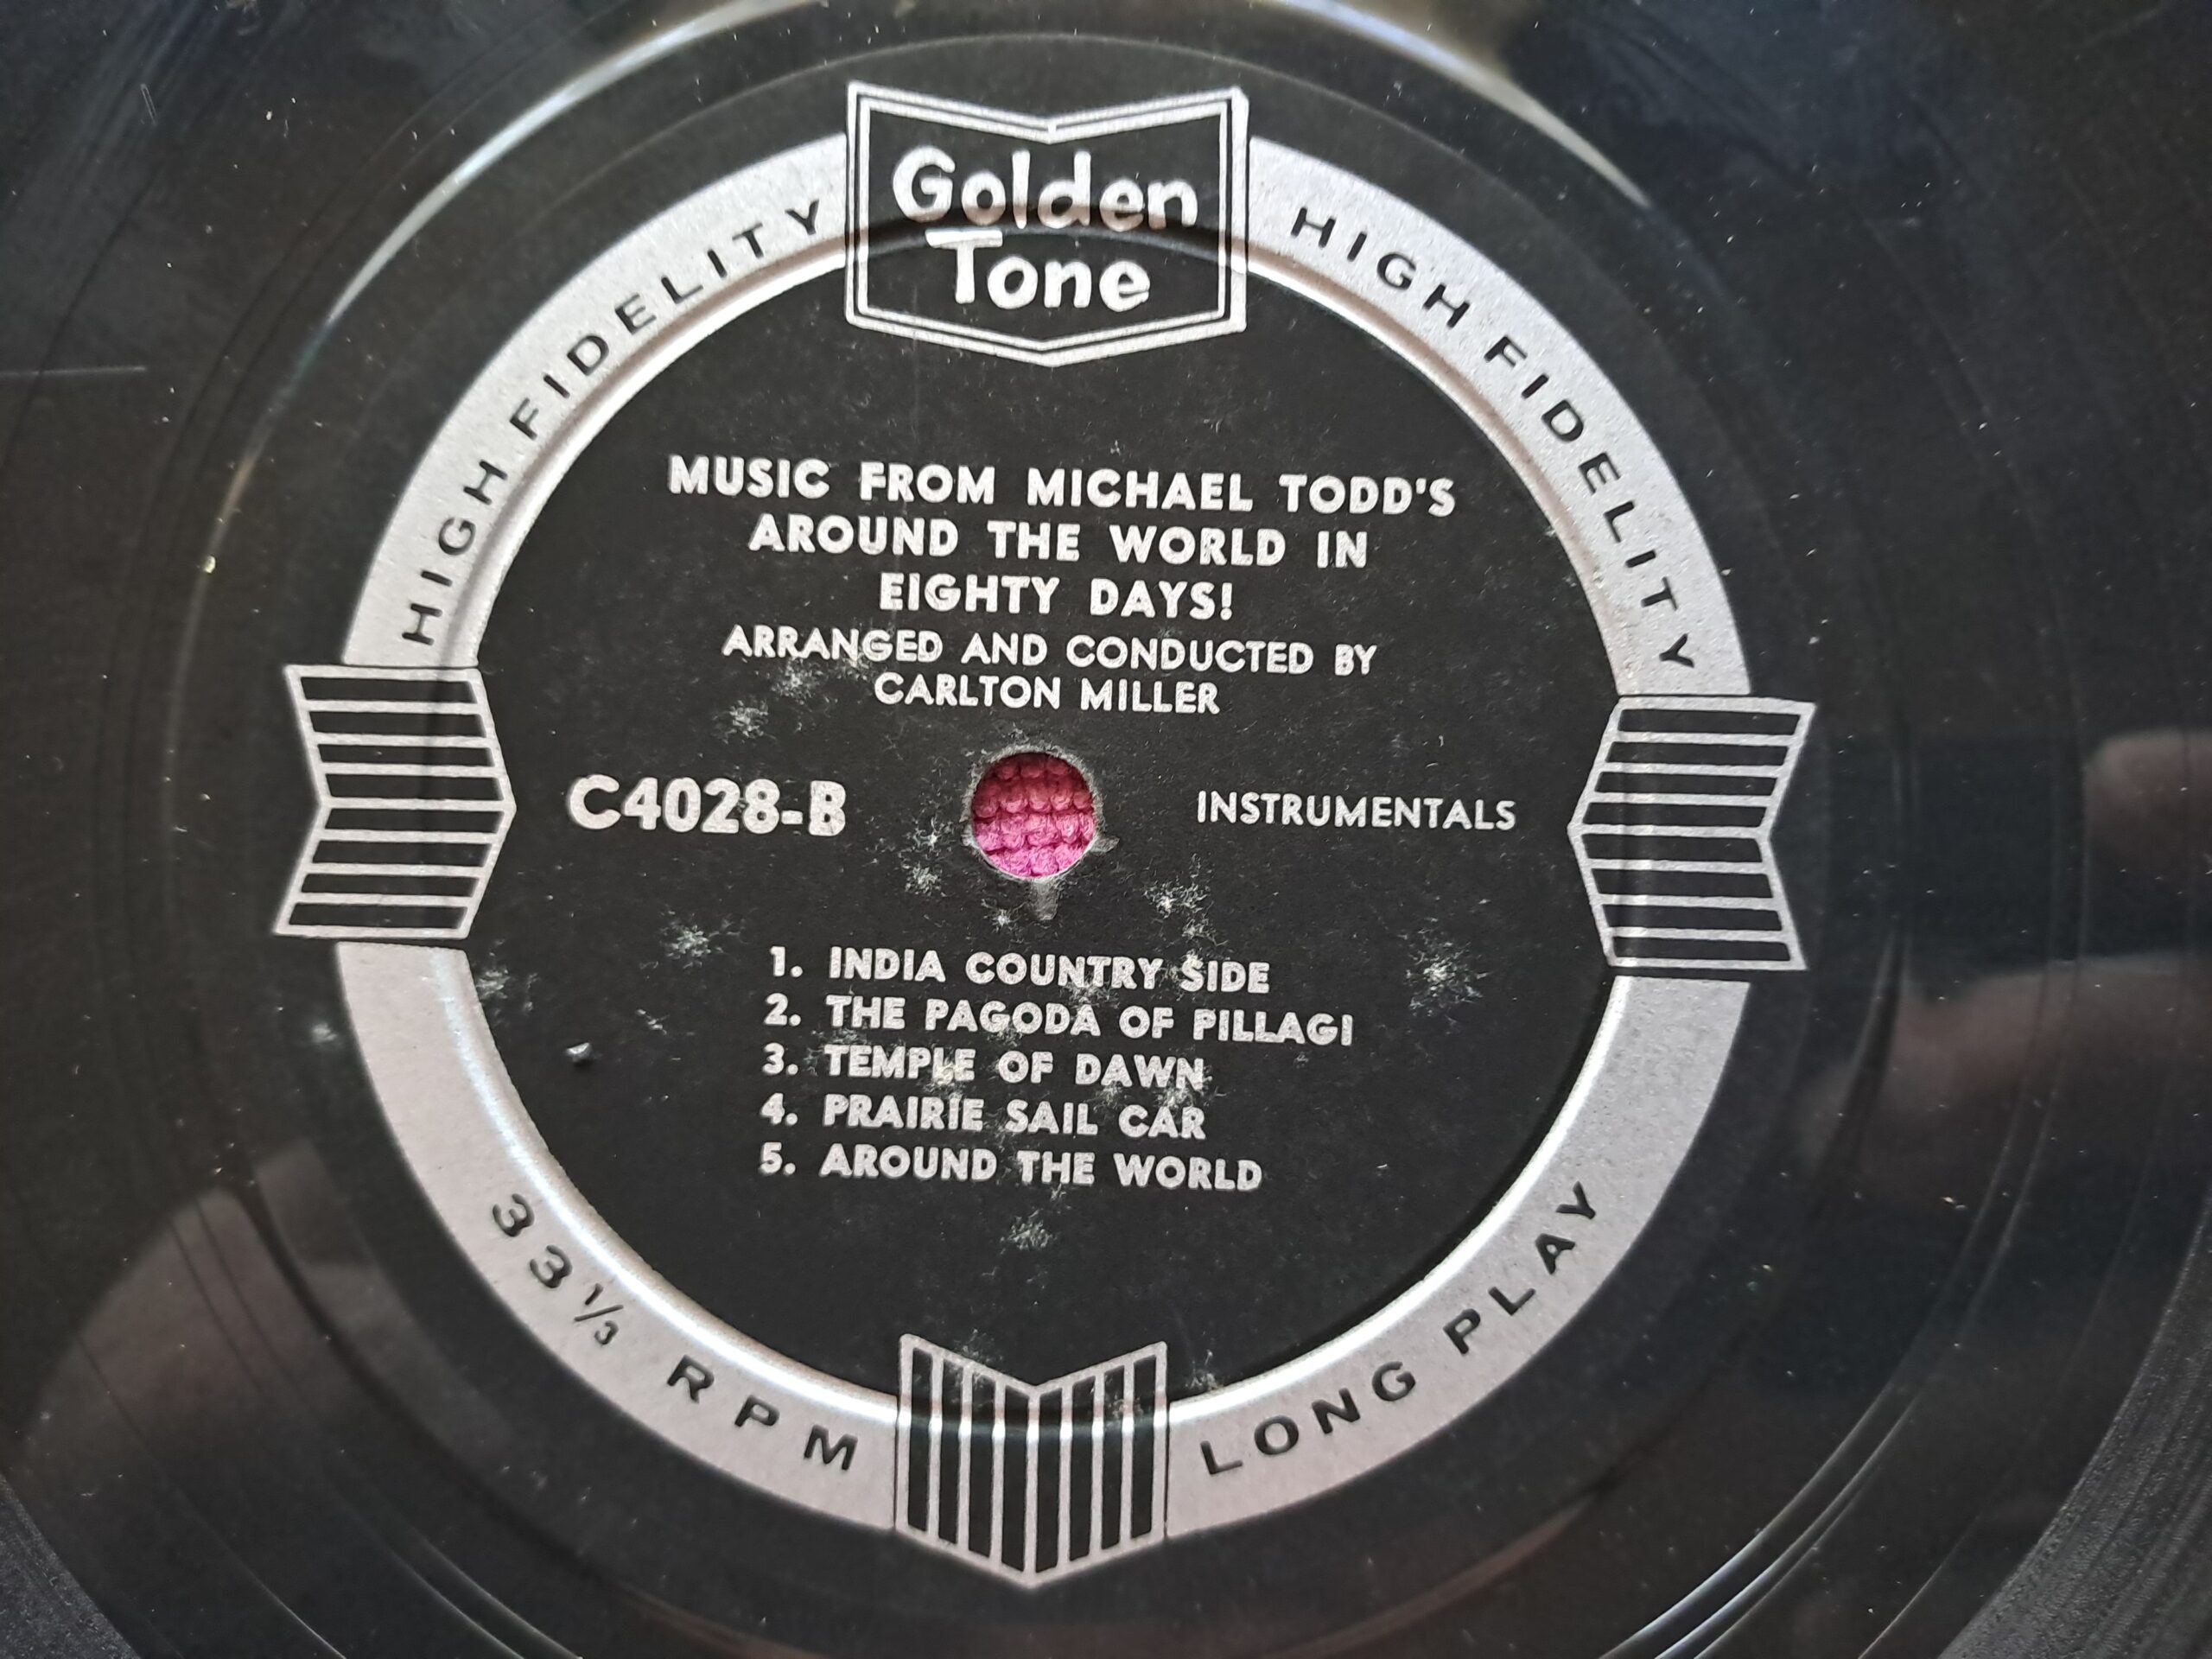 Golden
Tone
HIGH FIDELITY
HIGH FIDELITY
MUSIC FROM MICHAEL TODD'S
AROUND THE WORLD IN
EIGHTY DAYS!
ARRANGED AND CONDUCTED BY
CARLTON MILLER
C4028-B
INSTRUMENTALS
1. INDIA COUNTRY SIDE
2. THE PAGODA OF PILLAGI
3. TEMPLE OF DAWN
4. PRAIRIE SAIL CAR
5. AROUND THE WORLD
33⅓ RPM
LONG PLAY